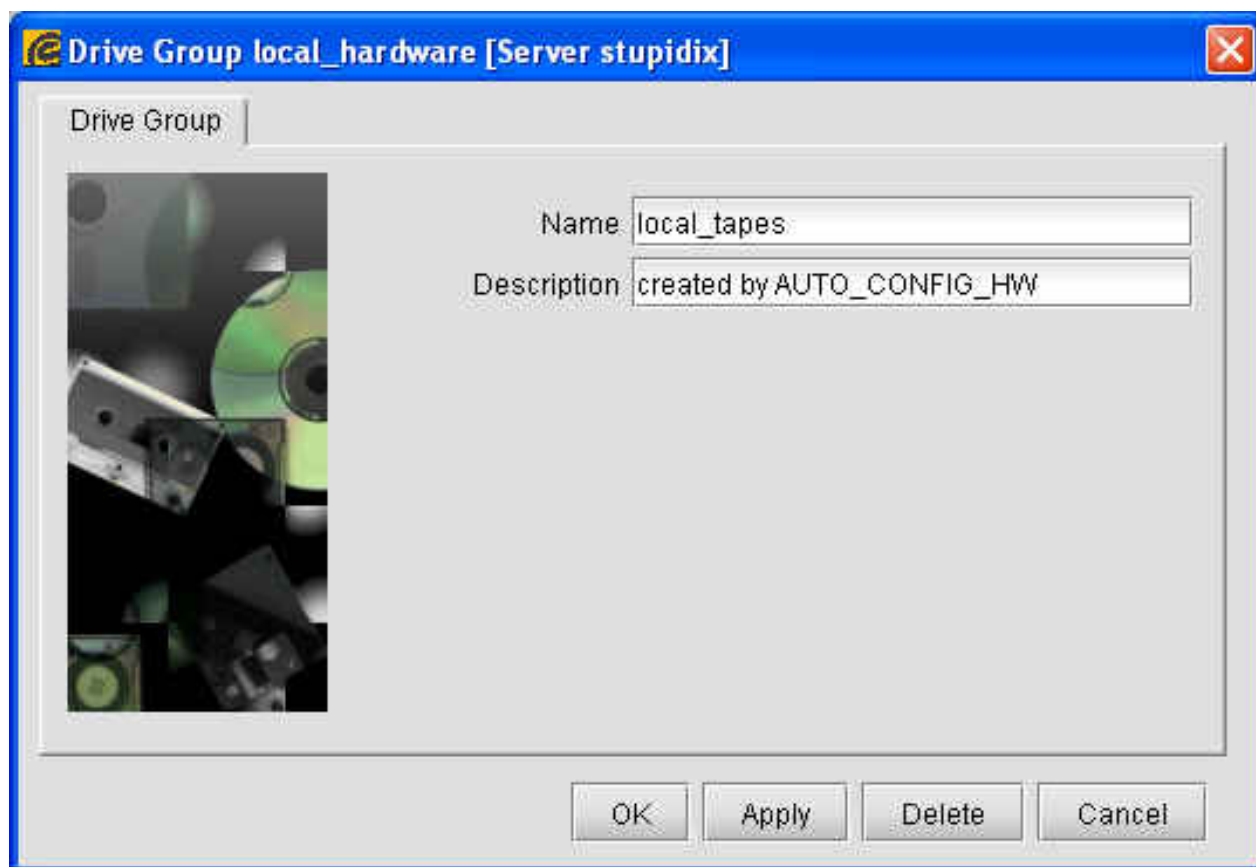 Drive Group local_hardware [Server stupidix]
Drive Group
Name local_tapes
Description created by AUTO_CONFIG_HW
OK Apply Delete Cancel